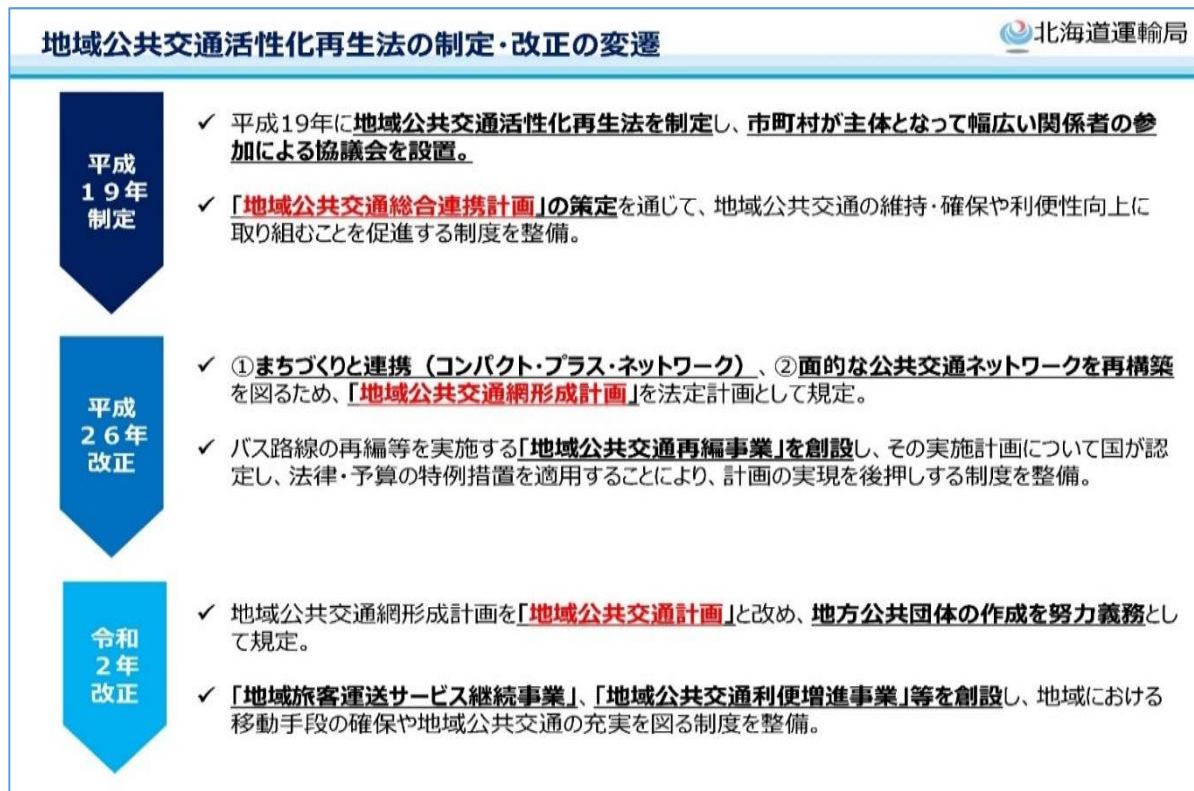 地域公共交通活性化再生法の制定・改正の変遷
北海道運輸局
平成
19年
制定
✓ 平成19年に地域公共交通活性化再生法を制定し、市町村が主体となって幅広い関係者の参
加による協議会を設置。
✓ 「地域公共交通総合連携計画」の策定を通じて、地域公共交通の維持・確保や利便性向上に
取り組むことを促進する制度を整備。
平成
26年
改正
✓ ①まちづくりと連携（コンパクト・プラス・ネットワーク）、②面的な公共交通ネットワークを再構築
を図るため、「地域公共交通網形成計画」を法定計画として規定。
✓ バス路線の再編等を実施する「地域公共交通再編事業」を創設し、その実施計画について国が認
定し、法律・予算の特例措置を適用することにより、計画の実現を後押しする制度を整備。
令和
2年
改正
✓ 地域公共交通網形成計画を「地域公共交通計画」と改め、地方公共団体の作成を努力義務とし
て規定。
✓ 「地域旅客運送サービス継続事業」、「地域公共交通利便増進事業」等を創設し、地域における
移動手段の確保や地域公共交通の充実を図る制度を整備。